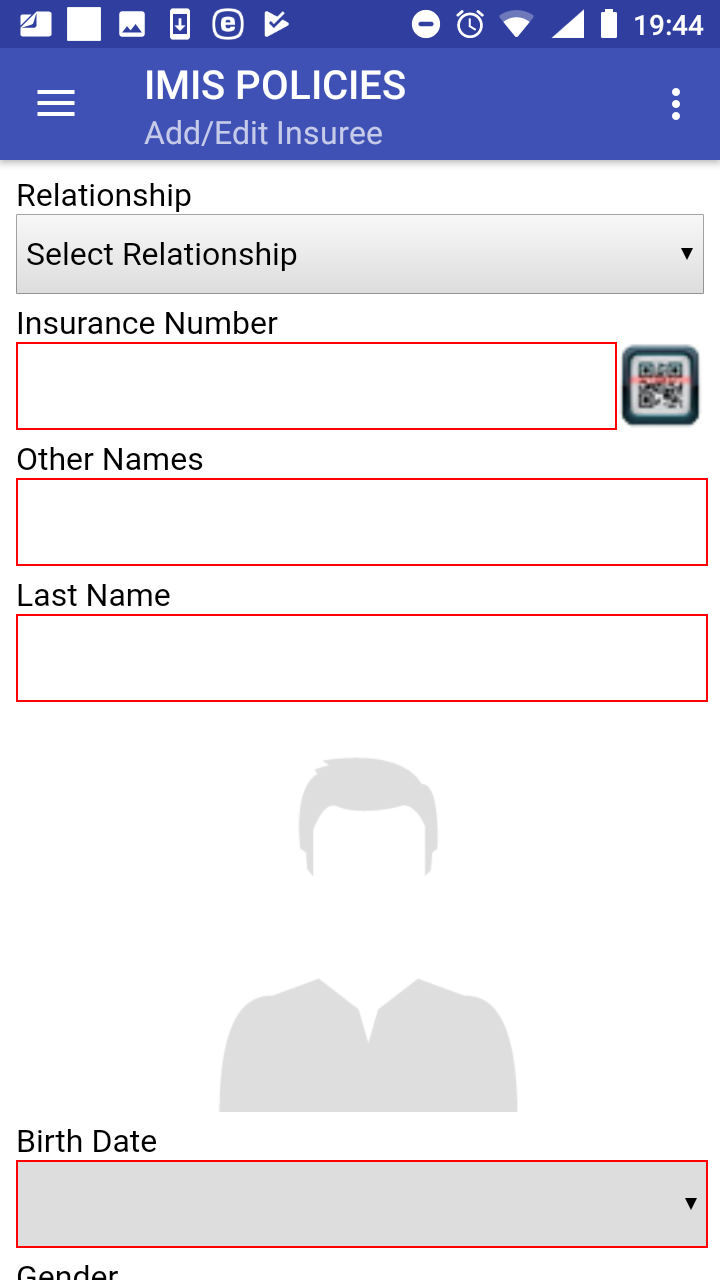 19:44
IMIS POLICIES
Add/Edit Insuree
Relationship
Select Relationship
Insurance Number
Other Names
Last Name
Birth Date
Gender